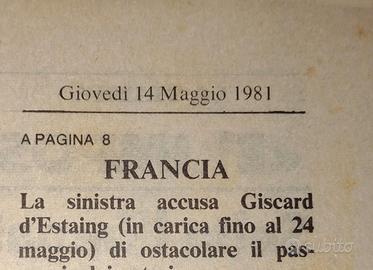 Giovedì 14 Maggio 1981
A PAGINA 8
FRANCIA
La sinistra accusa Giscard
d'Estaing (in carica fino al 24
maggio) di ostacolare il pas-
subito